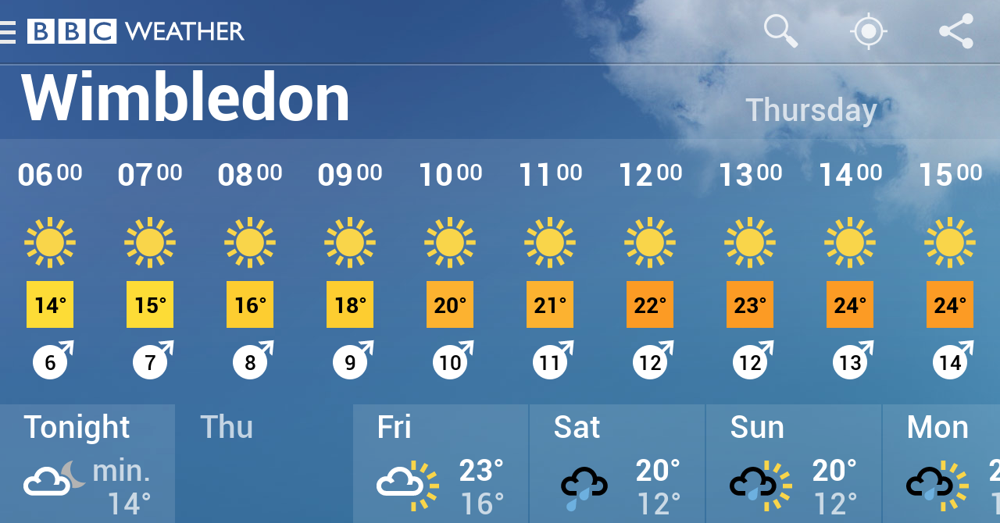 BBC WEATHER
Wimbledon
Thursday
06 00 07 00 08 00 09 00 10 00 11 00 12 00 13 00 14 00 15 00
14° 15° 16° 18° 20° 21° 22° 23° 24° 24°
6 7 8 9 10 11 12 12 13 14
Tonight Thu Fri Sat Sun Mon
min. 23° 20° 20°
14° 16° 12° 12°